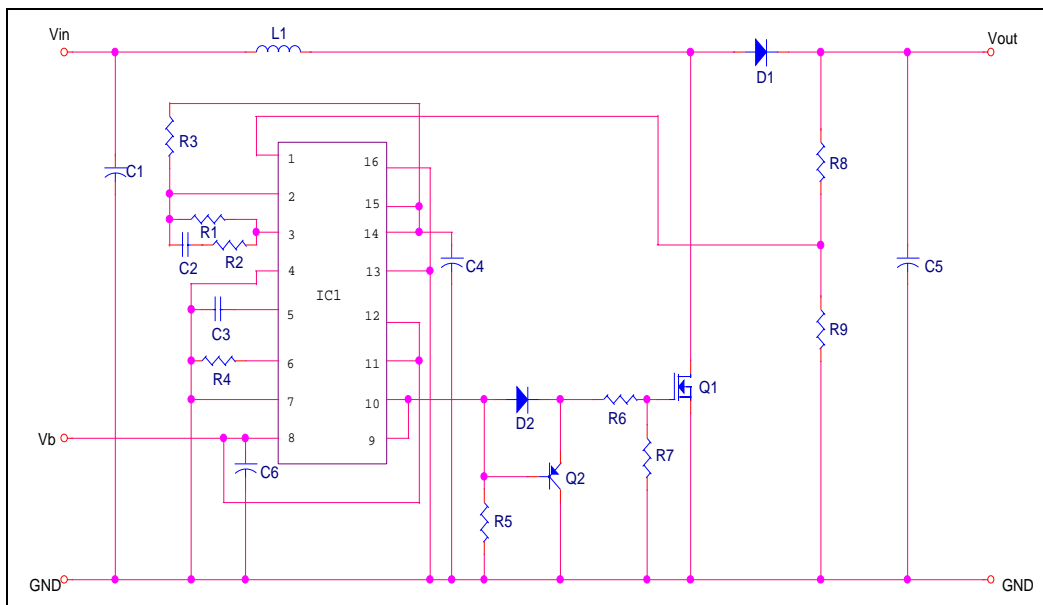 Vin
L1
Vout
D1
R3
1
16
R8
C1
2
15
R1
3
14
C2
R2
4
13
C4
C5
IC1
C3
5
12
R9
6
11
R4
Q1
7
10
D2
R6
Vb
8
9
C6
R7
Q2
R5
GND
GND